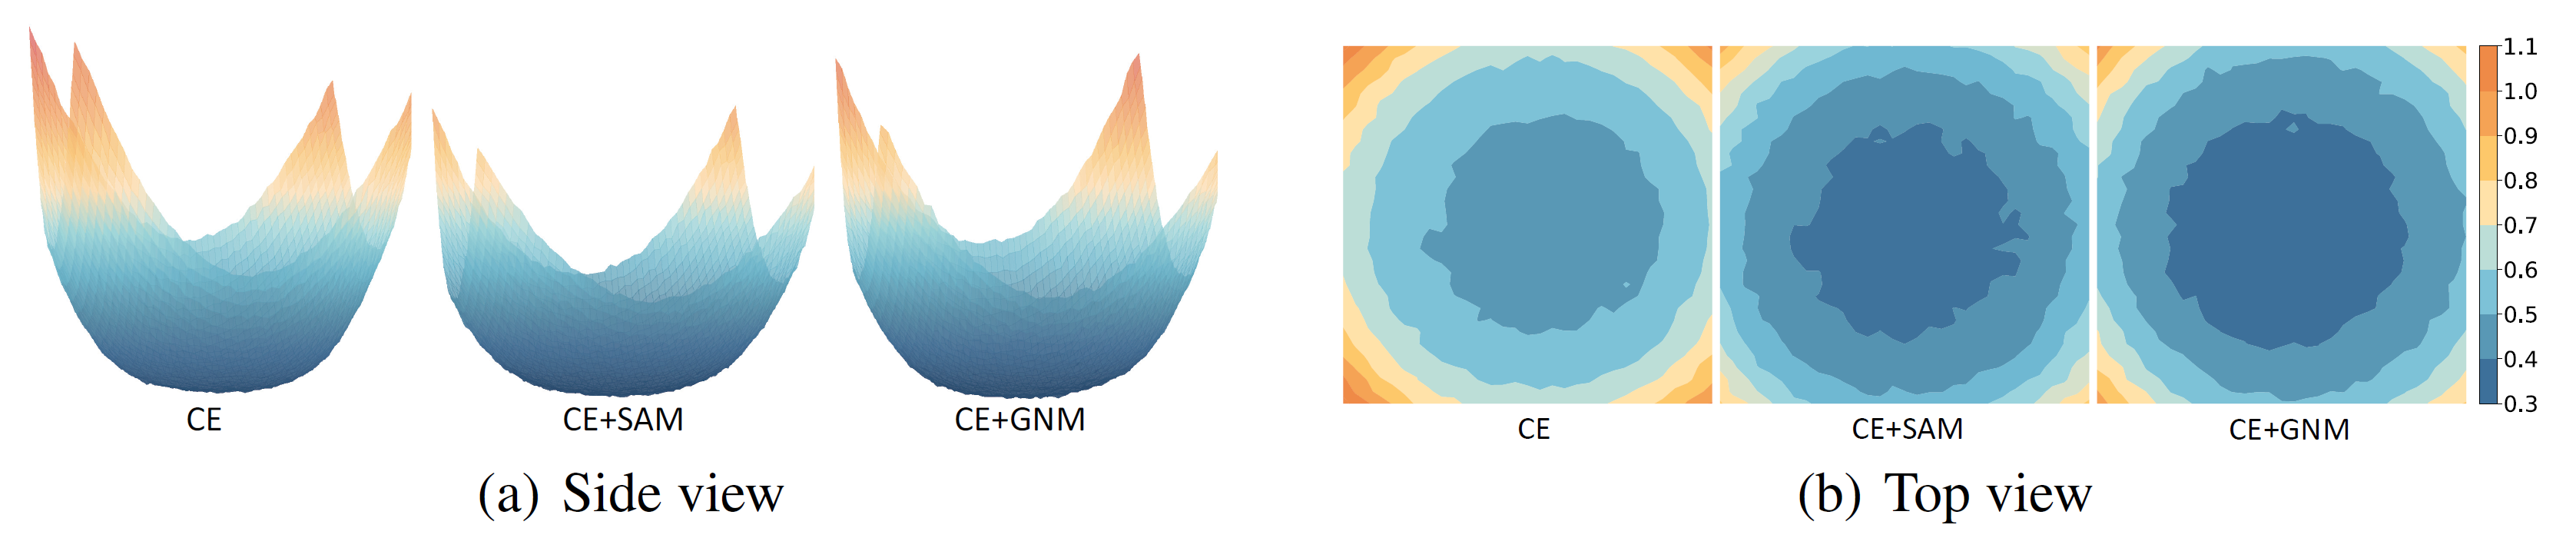 CE
CE+SAM
CE+GNM
(a) Side view
1.1
1.0
0.9
0.8
0.7
0.6
0.5
0.4
0.3
CE
CE+SAM
CE+GNM
(b) Top view